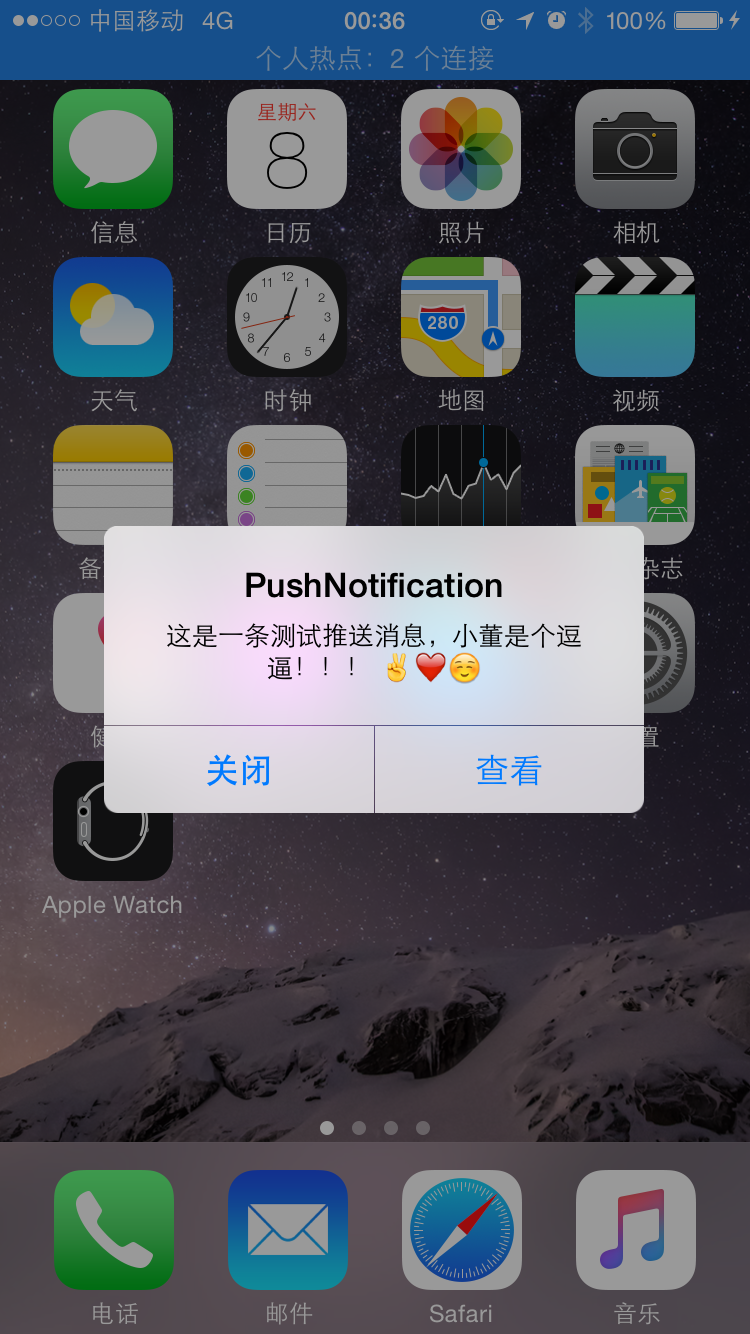 中国移动 4G 00:36 100%
个人热点：2 个连接
星期六
8
信息 日历 照片 相机
12
11 1
10 2
9 3
8 4
7 5
6
280
天气 时钟 地图 视频
备 杂志
PushNotification
这是一条测试推送消息，小董是个逗
逼！！！ ✌️❤️☺️
健 置
关闭 查看
Apple Watch
电话 邮件 Safari 音乐